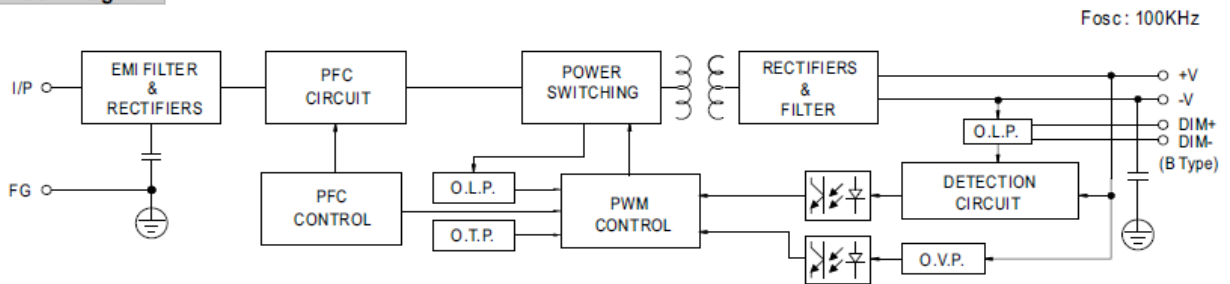 Fosc : 100KHz
I/P
EMI FILTER
&
RECTIFIERS
PFC
CIRCUIT
POWER
SWITCHING
RECTIFIERS
&
FILTER
+V
-V
DIM+
DIM-
(B Type)
O.L.P.
FG
PFC
CONTROL
O.L.P.
O.T.P.
PWM
CONTROL
DETECTION
CIRCUIT
O.V.P.